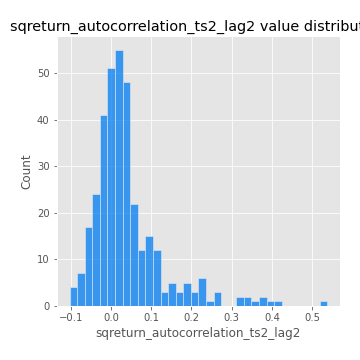 sqreturn_autocorrelation_ts2_lag2 value distribut
Count
50
40
30
20
10
0
−0.1 0.0 0.1 0.2 0.3 0.4 0.5
sqreturn_autocorrelation_ts2_lag2